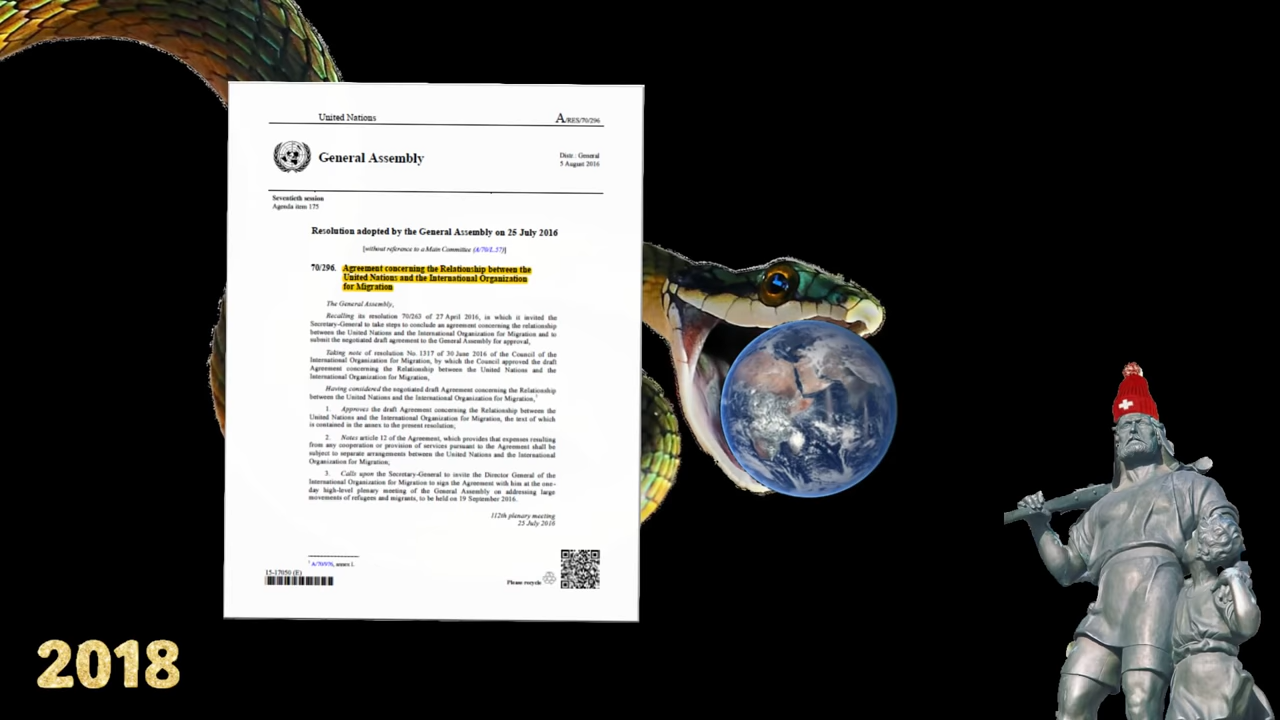 United Nations
A/RES/70/296
General Assembly
Distr.: General
5 August 2016
Seventieth session
Agenda item 175
Resolution adopted by the General Assembly on 25 July 2016
[without reference to a Main Committee (A/70/L.57)]
70/296. Agreement concerning the Relationship between the
United Nations and the International Organization
for Migration
The General Assembly,
Recalling its resolution 70/263 of 27 April 2016, in which it invited the
Secretary-General to take steps to conclude an agreement concerning the relationship
between the United Nations and the International Organization for Migration and to
submit the negotiated draft agreement to the General Assembly for approval,
Taking note of resolution No. 1317 of 30 June 2016 of the Council of the
International Organization for Migration, by which the Council approved the draft
Agreement concerning the Relationship between the United Nations and the
International Organization for Migration,
Having considered the negotiated draft Agreement concerning the Relationship
between the United Nations and the International Organization for Migration,1
1. Approves the draft Agreement concerning the Relationship between the
United Nations and the International Organization for Migration, the text of which
is contained in the annex to the present resolution;
2. Notes article 12 of the Agreement, which provides that expenses resulting
from any cooperation or provision of services pursuant to the Agreement shall be
subject to separate arrangements between the United Nations and the International
Organization for Migration;
3. Calls upon the Secretary-General to invite the Director General of the
International Organization for Migration to sign the Agreement with him at the one-
day high-level plenary meeting of the General Assembly on addressing large
movements of refugees and migrants, to be held on 19 September 2016.
112th plenary meeting
25 July 2016
1 A/70/976, annex I.
15-17050 (E)
Please recycle
2018